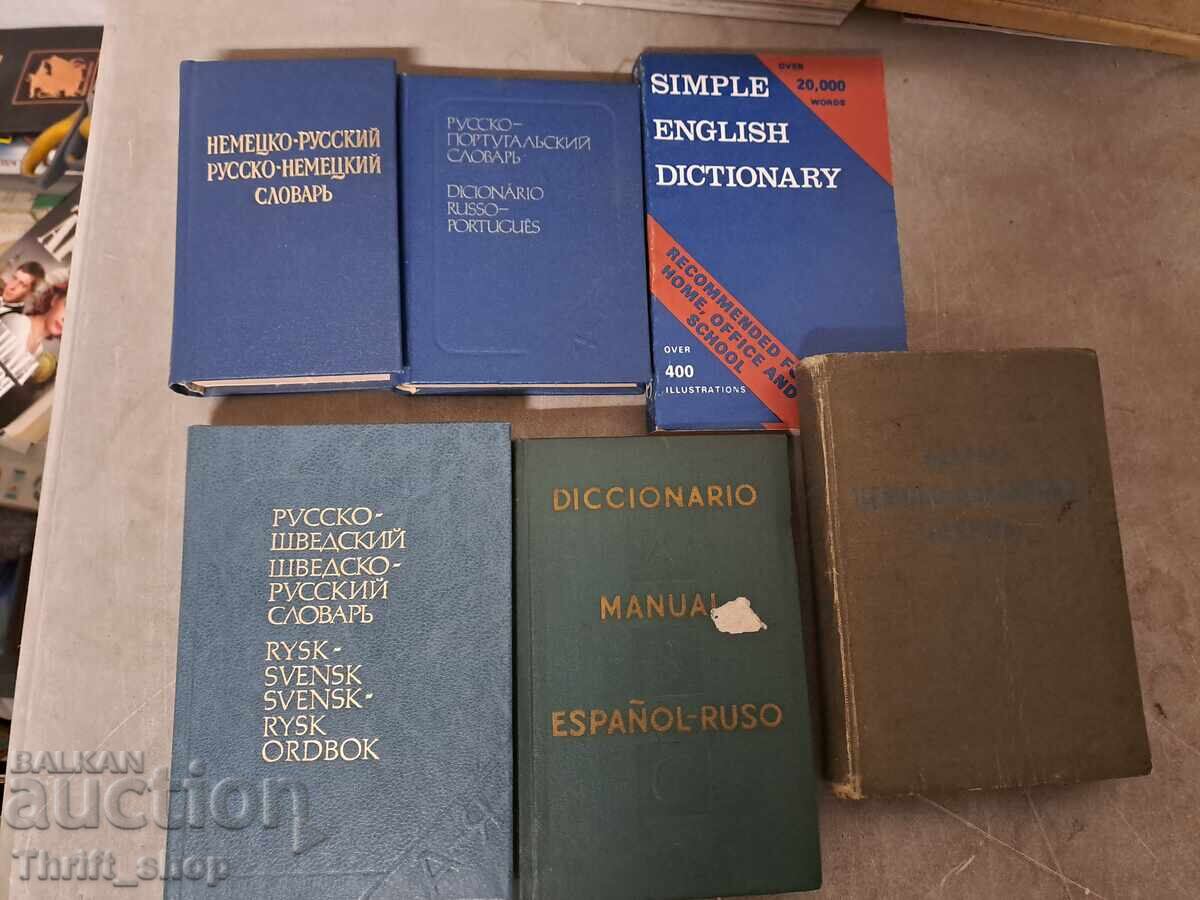 НЕМЕЦКО-РУССКИЙ
РУССКО-НЕМЕЦКИЙ
СЛОВАРЬ
РУССКО-
ПОРТУГАЛЬСКИЙ
СЛОВАРЬ
DICIONÁRIO
RUSSO-
PORTUGUÊS
SIMPLE
ENGLISH
DICTIONARY
OVER
20,000
WORDS
RECOMMENDED
HOME, OFFICE AND
SCHOOL
OVER
400
ILLUSTRATIONS
РУССКО-
ШВЕДСКИЙ
ШВЕДСКО-
РУССКИЙ
СЛОВАРЬ
RYSK-
SVENSK
SVENSK-
RYSK
ORDBOK
DICCIONARIO
MANUAL
ESPAÑOL-RUSO
BALKAN
auction
Thrift_shop